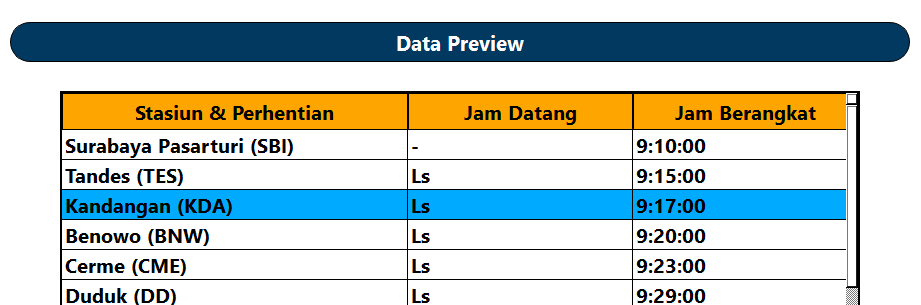 Data Preview
Stasiun & Perhentian Jam Datang Jam Berangkat
Surabaya Pasarturi (SBI) - 9:10:00
Tandes (TES) Ls 9:15:00
Kandangan (KDA) Ls 9:17:00
Benowo (BNW) Ls 9:20:00
Cerme (CME) Ls 9:23:00
Duduk (DD) Ls 9:29:00